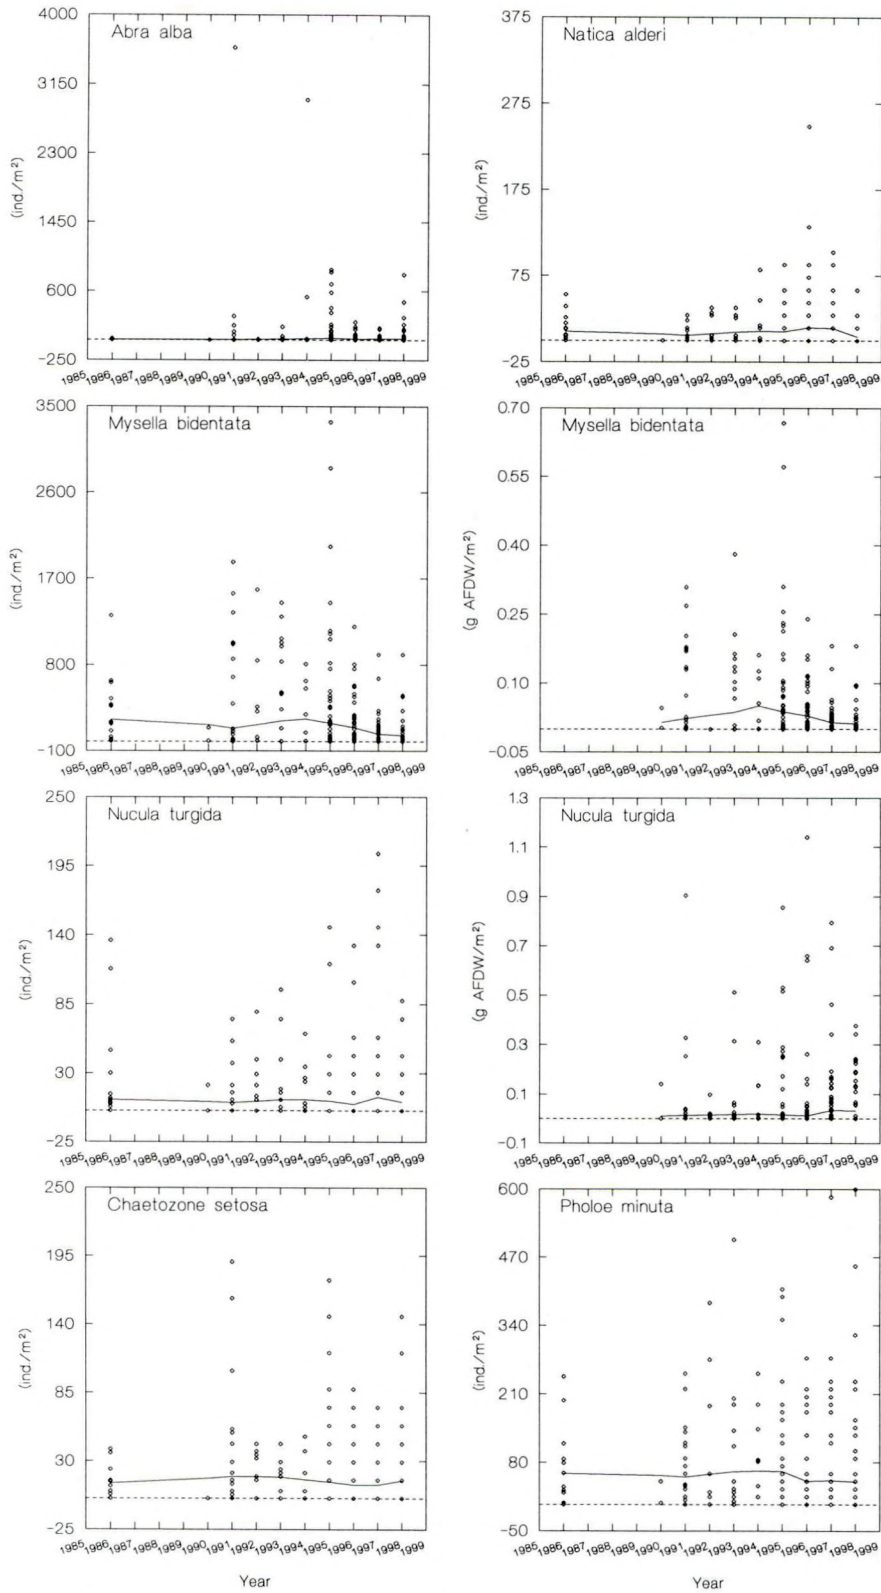 Abra alba
4000
3150
2300
1450
600
-250
(ind./m²)
1985 1986 1987 1988 1989 1990 1991 1992 1993 1994 1995 1996 1997 1998 1999
Natica alderi
375
275
175
75
-25
(ind./m²)
1985 1986 1987 1988 1989 1990 1991 1992 1993 1994 1995 1996 1997 1998 1999
Mysella bidentata
3500
2600
1700
800
-100
(ind./m²)
1985 1986 1987 1988 1989 1990 1991 1992 1993 1994 1995 1996 1997 1998 1999
Mysella bidentata
0.70
0.55
0.40
0.25
0.10
-0.05
(g AFDW/m²)
1985 1986 1987 1988 1989 1990 1991 1992 1993 1994 1995 1996 1997 1998 1999
Nucula turgida
250
195
140
85
30
-25
(ind./m²)
1985 1986 1987 1988 1989 1990 1991 1992 1993 1994 1995 1996 1997 1998 1999
Nucula turgida
1.3
1.1
0.9
0.7
0.5
0.3
0.1
-0.1
(g AFDW/m²)
1985 1986 1987 1988 1989 1990 1991 1992 1993 1994 1995 1996 1997 1998 1999
Chaetozone setosa
250
195
140
85
30
-25
(ind./m²)
1985 1986 1987 1988 1989 1990 1991 1992 1993 1994 1995 1996 1997 1998 1999
Year
Pholoe minuta
600
470
340
210
80
-50
(ind./m²)
1985 1986 1987 1988 1989 1990 1991 1992 1993 1994 1995 1996 1997 1998 1999
Year